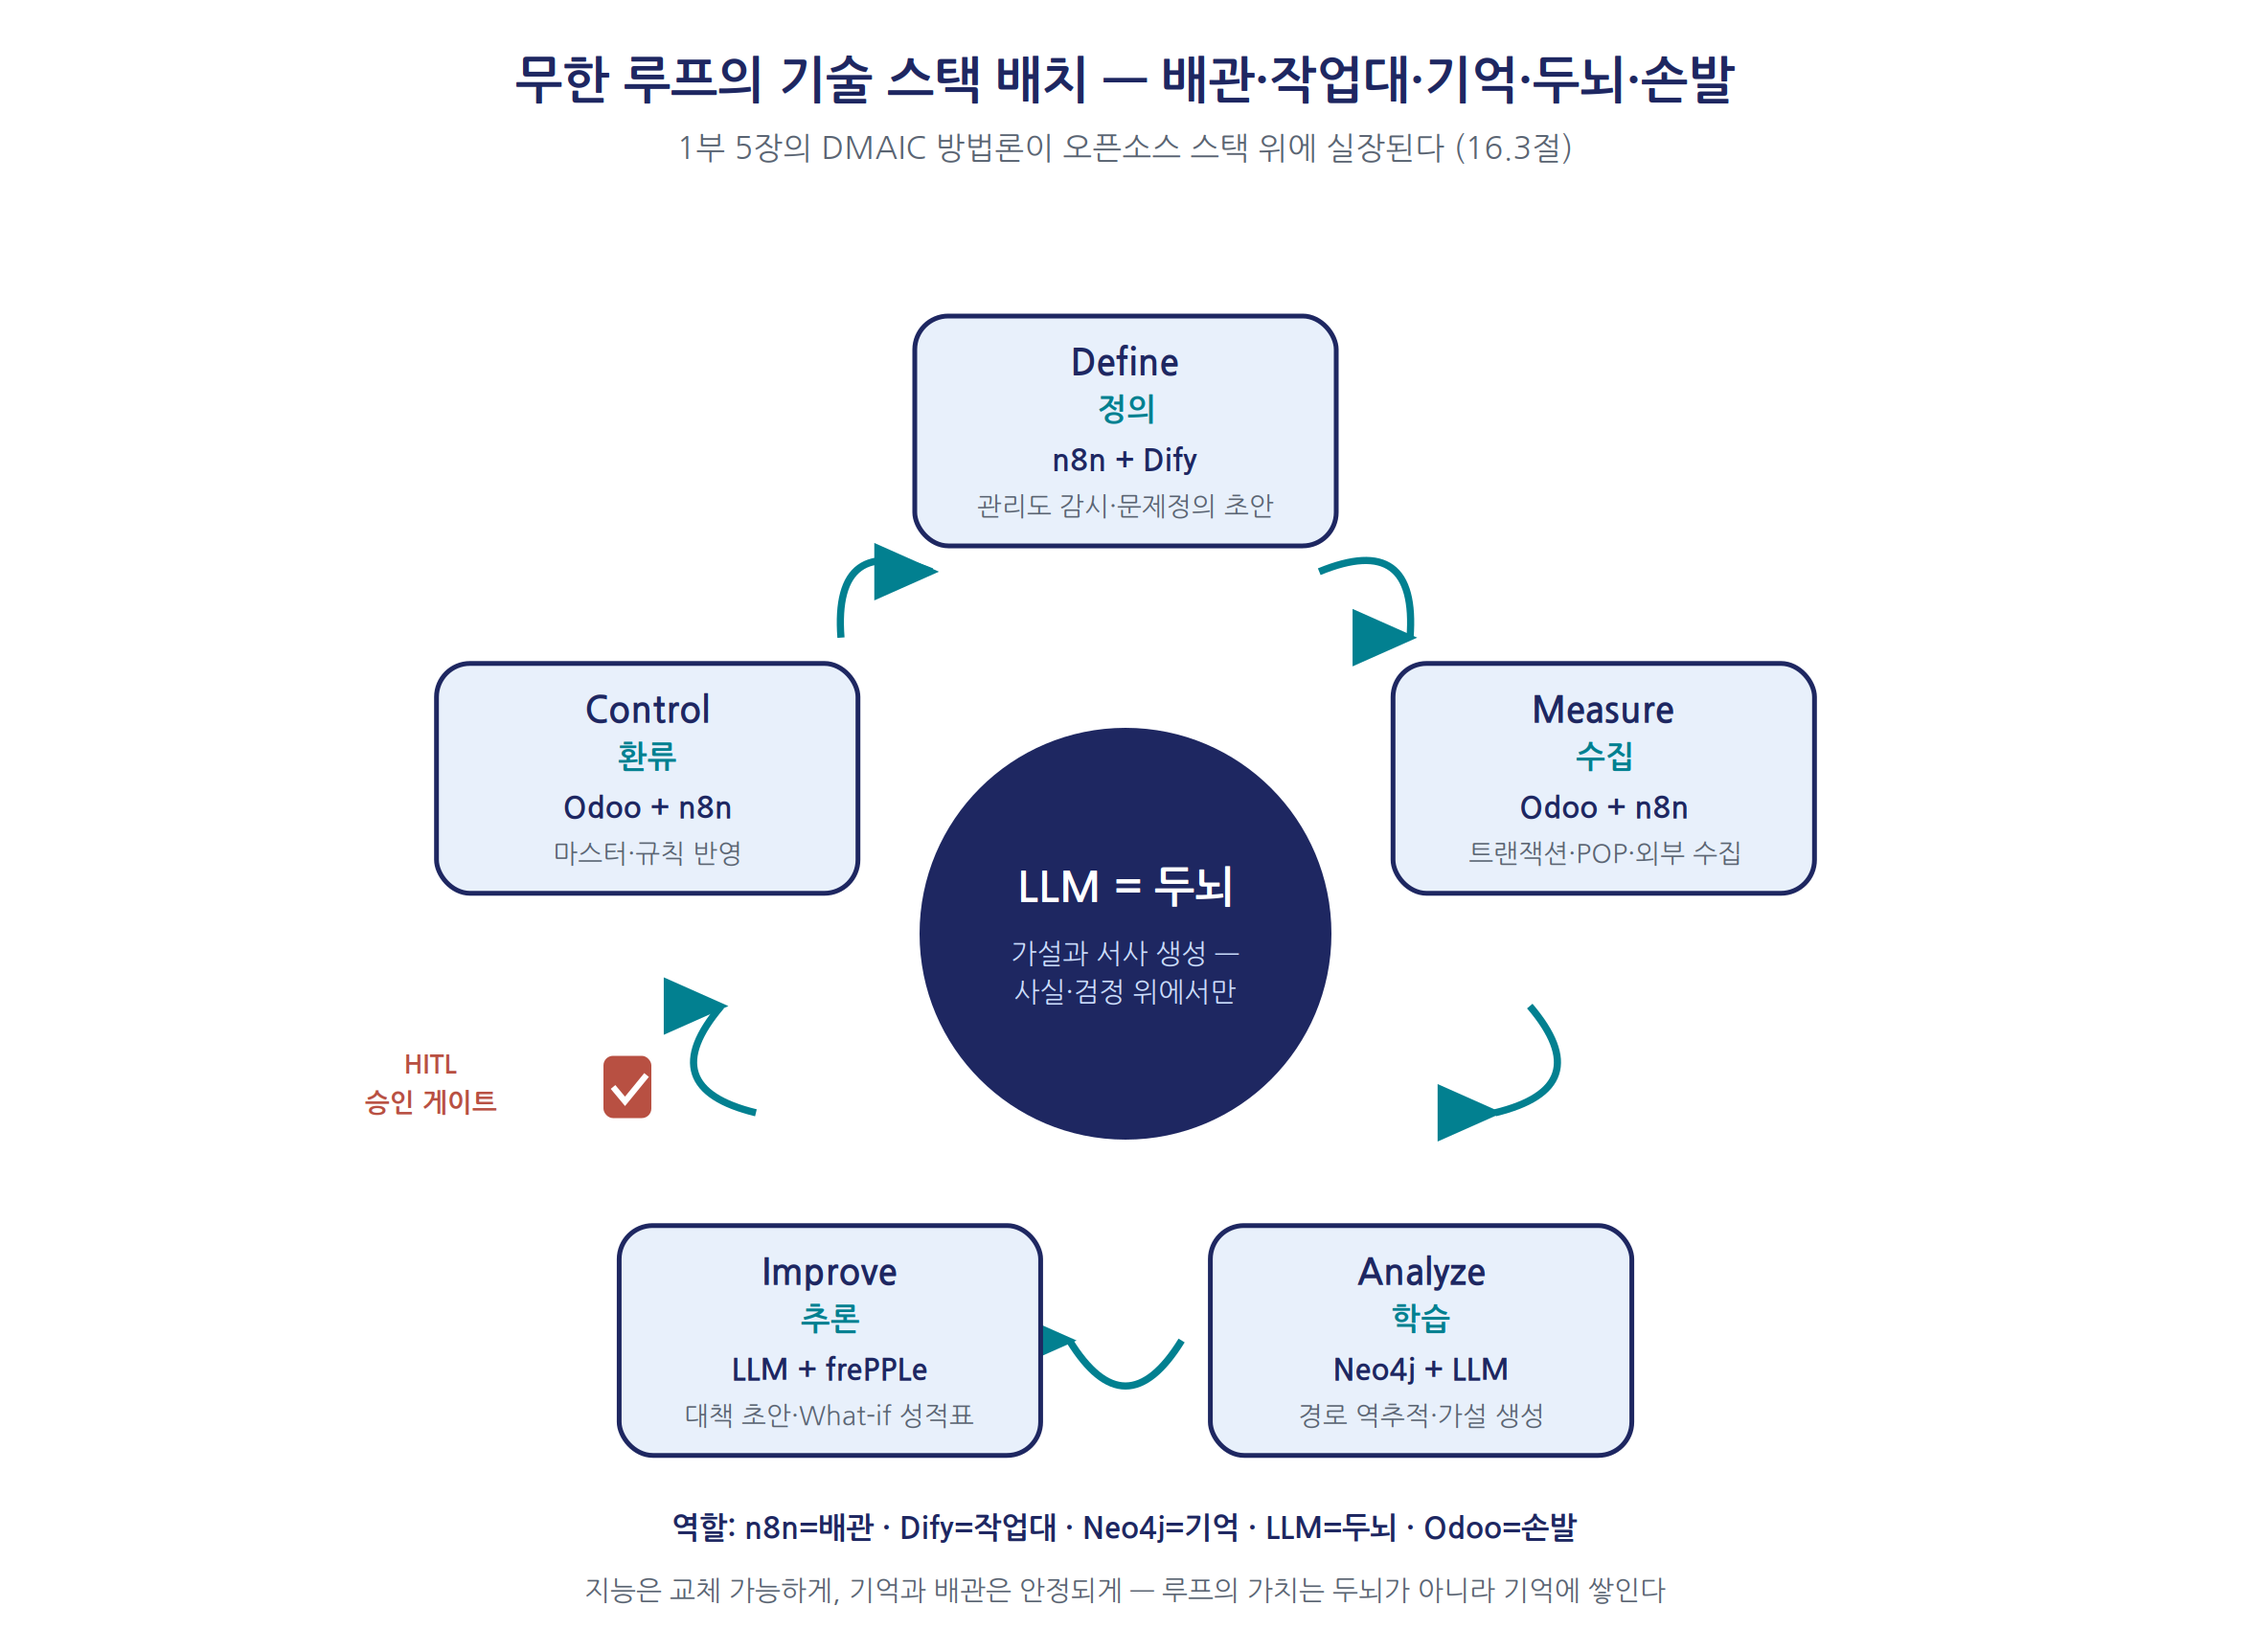 무한 루프의 기술 스택 배치 — 배관·작업대·기억·두뇌·손발
1부 5장의 DMAIC 방법론이 오픈소스 스택 위에 실장된다 (16.3절)
Define
정의
n8n + Dify
관리도 감시·문제정의 초안
Control
환류
Odoo + n8n
마스터·규칙 반영
Measure
수집
Odoo + n8n
트랜잭션·POP·외부 수집
LLM = 두뇌
가설과 서사 생성 —
사실·검정 위에서만
HITL
승인 게이트
Improve
추론
LLM + frePPLe
대책 초안·What-if 성적표
Analyze
학습
Neo4j + LLM
경로 역추적·가설 생성
역할: n8n=배관 · Dify=작업대 · Neo4j=기억 · LLM=두뇌 · Odoo=손발
지능은 교체 가능하게, 기억과 배관은 안정되게 — 루프의 가치는 두뇌가 아니라 기억에 쌓인다